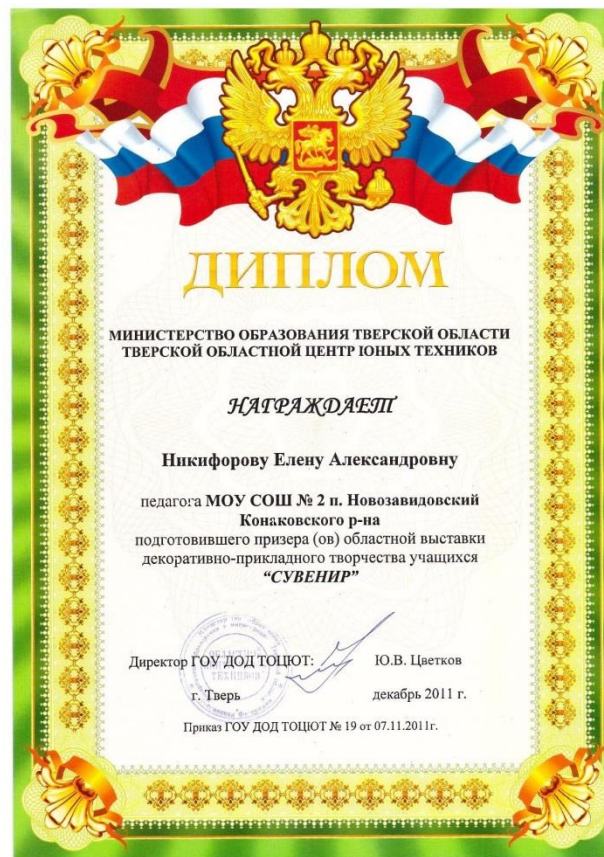 ДИПЛОМ
МИНИСТЕРСТВО ОБРАЗОВАНИЯ ТВЕРСКОЙ ОБЛАСТИ
ТВЕРСКОЙ ОБЛАСТНОЙ ЦЕНТР ЮНЫХ ТЕХНИКОВ
НАГРАЖДАЕТ
Никифорову Елену Александровну
педагога МОУ СОШ № 2 п. Новозавидовский
Конаковского р-на
подготовившего призера (ов) областной выставки
декоративно-прикладного творчества учащихся
"СУВЕНИР"
Директор ГОУ ДОД ТОЦЮТ: Ю.В. Цветков
г. Тверь декабрь 2011 г.
Приказ ГОУ ДОД ТОЦЮТ № 19 от 07.11.2011г.